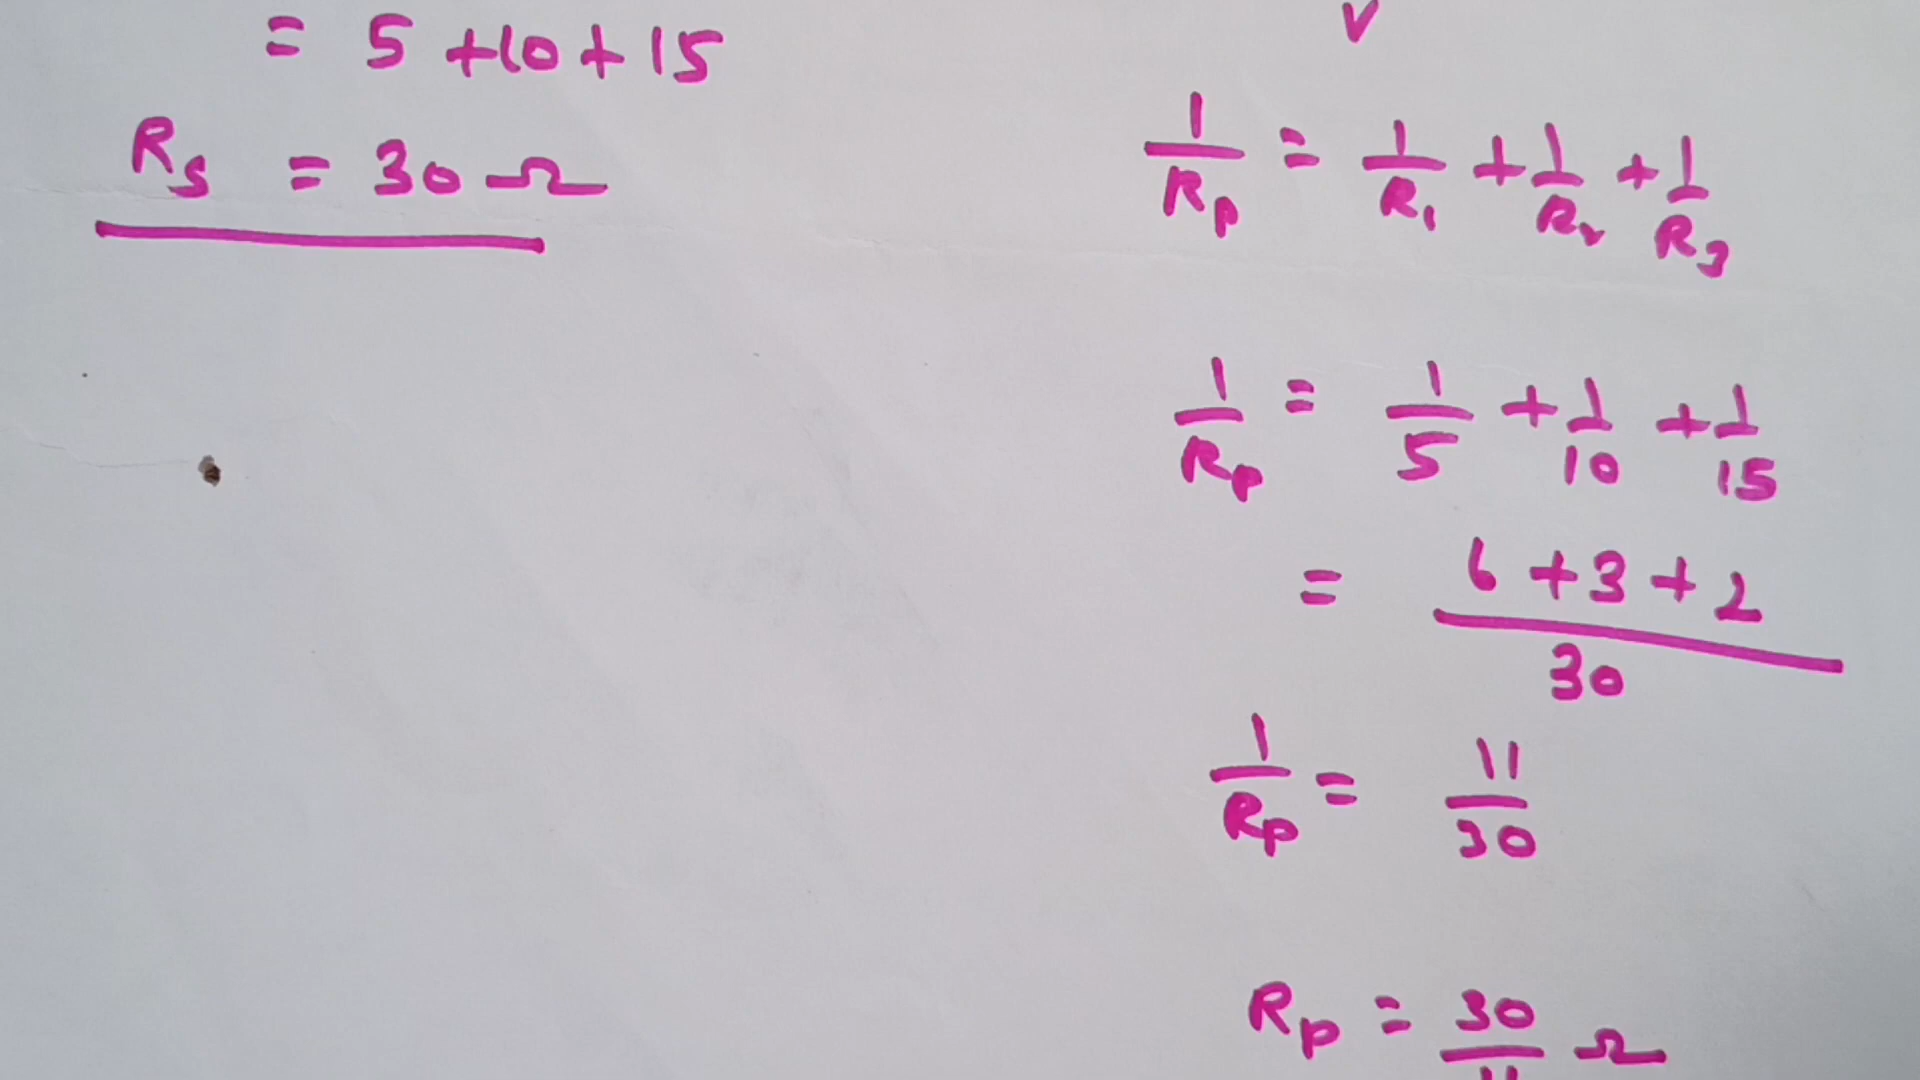 = 5 + 10 + 15
Rs = 30 Ω
V
1/Rp = 1/R1 + 1/R2 + 1/R3
1/Rp = 1/5 + 1/10 + 1/15
= 6 + 3 + 2 / 30
1/Rp = 11/30
Rp = 30/11 Ω